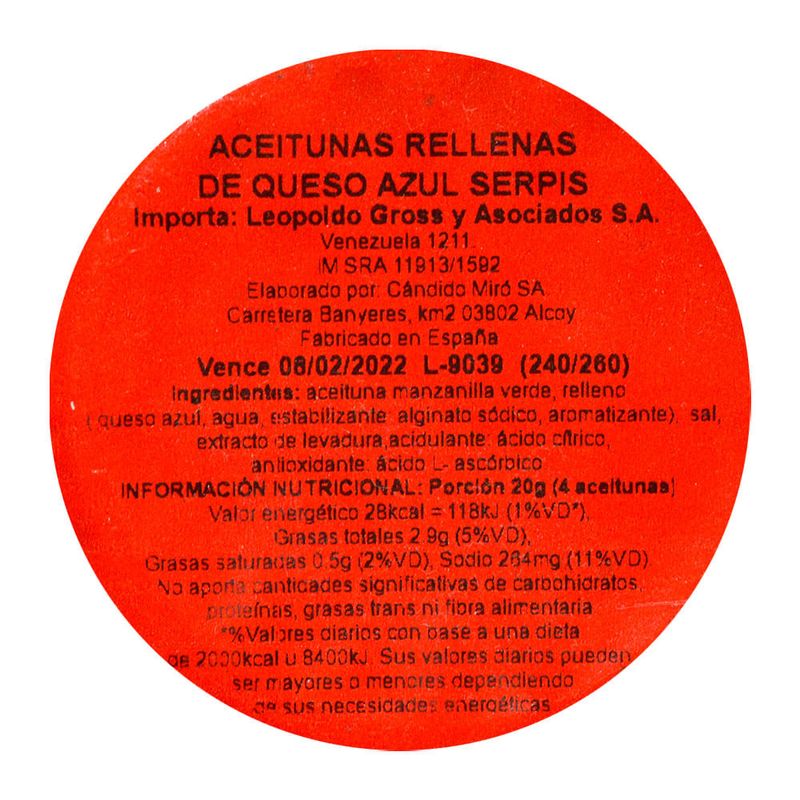 ACEITUNAS RELLENAS
DE QUESO AZUL SERPIS
Importa: Leopoldo Gross y Asociados S.A.
Venezuela 1211.
IM SRA 11913/1592
Elaborado por: Cándido Miró SA.
Carretera Banyeres, km2 03802 Alcoy
Fabricado en España
Vence 08/02/2022 L-9039 (240/260)
Ingredientes: aceituna manzanilla verde, relleno
( queso azul, agua, estabilizante: alginato sódico, aromatizante), sal,
extracto de levadura,acidulante: ácido cítrico,
antioxidante: ácido L- ascórbico
INFORMACIÓN NUTRICIONAL: Porción 20g (4 aceitunas)
Valor energético 28kcal = 118kJ (1%VD*),
Grasas totales 2.9g (5%VD),
Grasas saturadas 0.5g (2%VD), Sodio 264mg (11%VD).
No aporta cantidades significativas de carbohidratos,
proteínas, grasas trans ni fibra alimentaria
*%Valores diarios con base a una dieta
de 2000kcal u 8400kJ. Sus valores diarios pueden
ser mayores o menores dependiendo
de sus necesidades energéticas